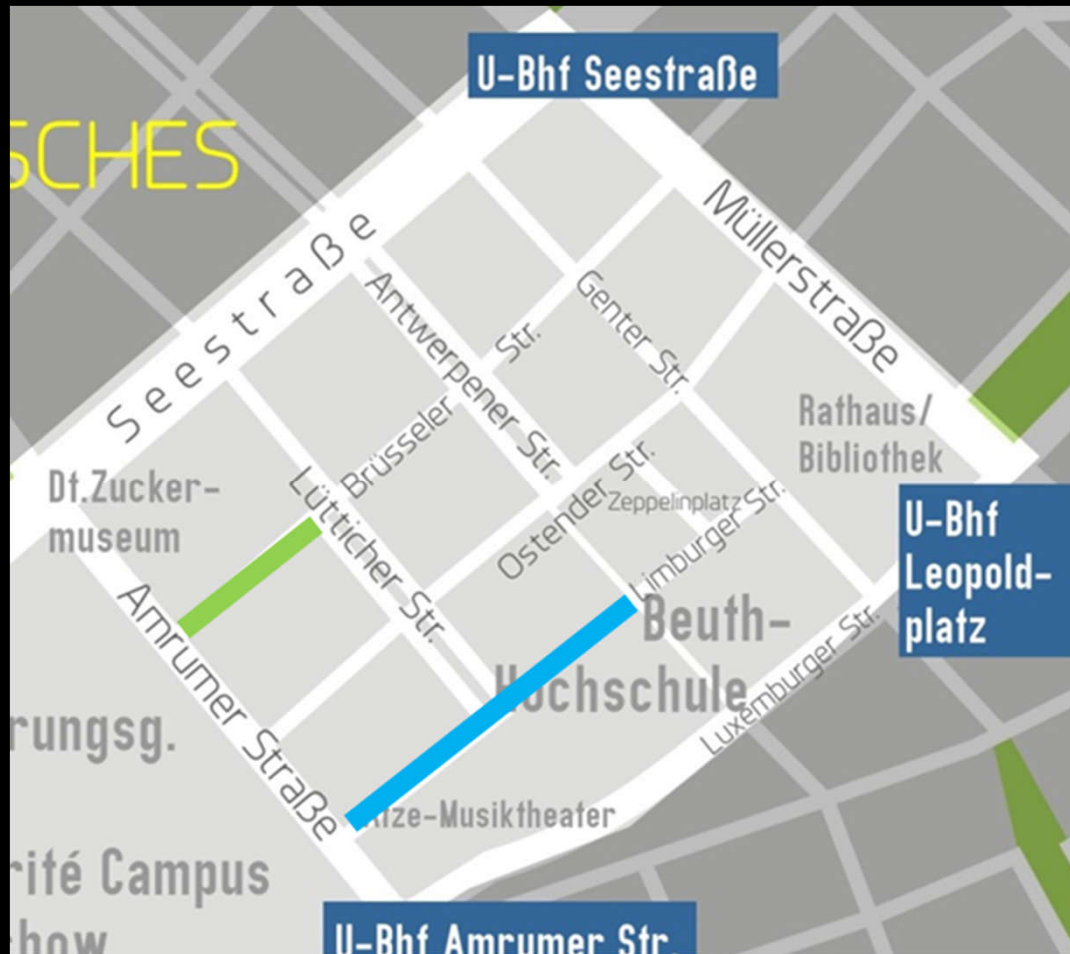 U-Bhf Seestraße
SCHES
Seestraße
Müllerstraße
Antwerpener Str.
Genter Str.
Brüsseler Str.
Rathaus/
Bibliothek
Dt.Zucker-
museum
Lütticher Str.
Ostender Str.
Zeppelinplatz
Limburger Str.
U-Bhf
Leopold-
platz
Amrumer Straße
Beuth-
Hochschule
Luxemburger Str.
rungsg.
Atze-Musiktheater
rité Campus
how
U-Bhf Amrumer Str.